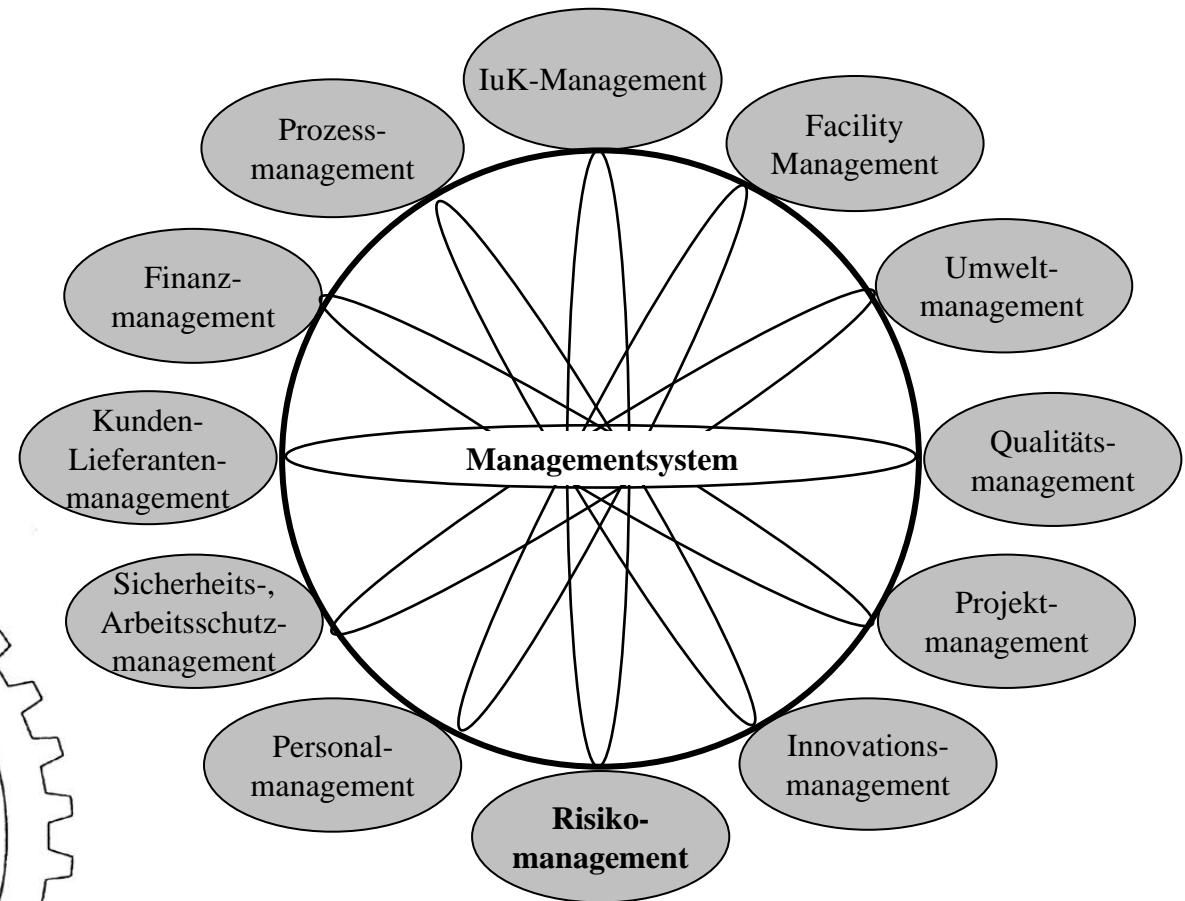 IuK-Management
Facility
Management
Umwelt-
management
Qualitäts-
management
Projekt-
management
Innovations-
management
Risiko-
management
Personal-
management
Sicherheits-,
Arbeitsschutz-
management
Kunden-
Lieferanten-
management
Finanz-
management
Prozess-
management
Managementsystem